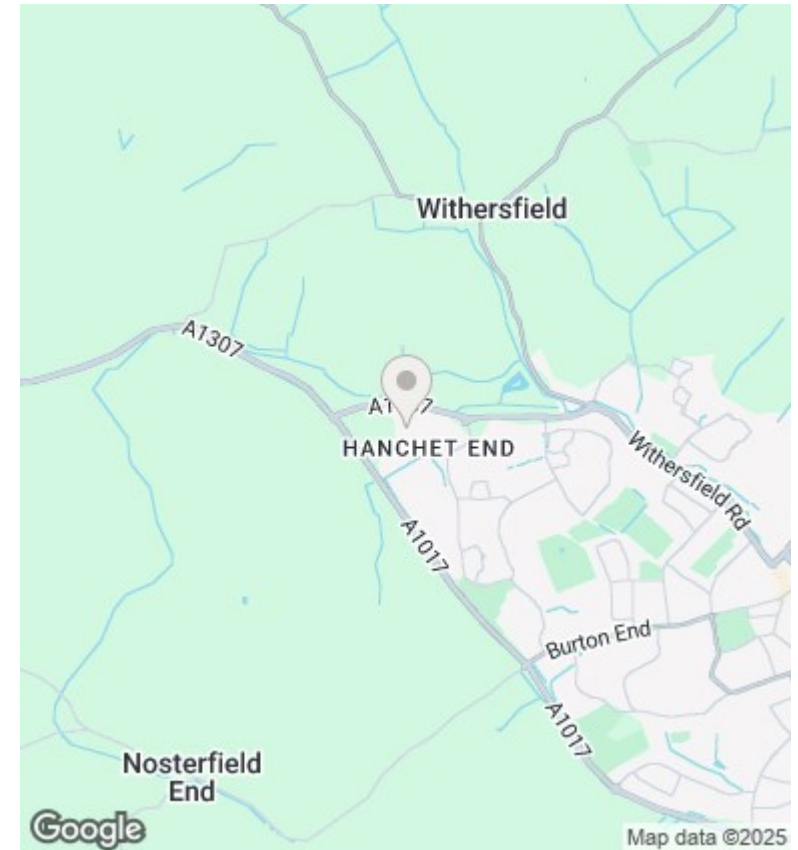 Withersfield
A1307
HANCHET END
Withersfield Rd
A1017
Burton End
A1017
Nosterfield
End
Google
Map data ©2025